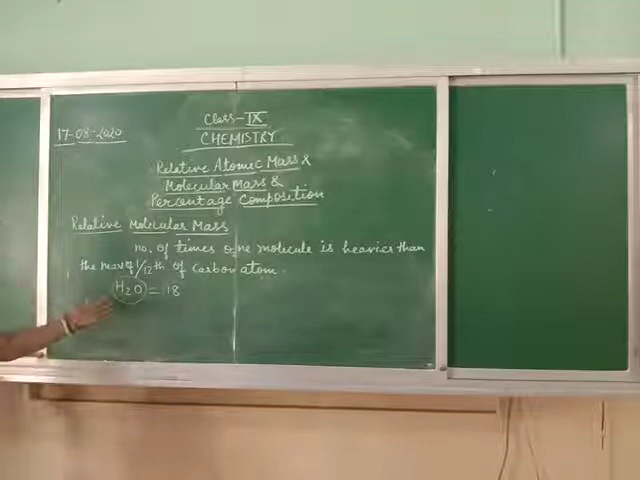 Class-IX
17-08-2020
CHEMISTRY
Relative Atomic Mass &
Molecular Mass &
Percentage Composition
Relative Molecular Mass
no. of times one molecule is heavier than
the mass of 1/12th of Carbon atom.
H2O = 18